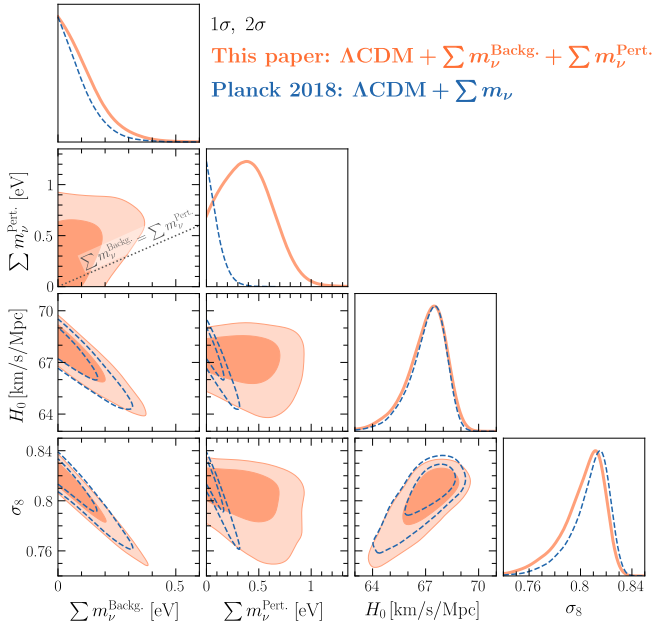 1σ, 2σ
This paper: ΛCDM + ∑ m_ν^Backg. + ∑ m_ν^Pert.
Planck 2018: ΛCDM + ∑ m_ν
∑ m_ν^Pert. [eV]
1
0.5
0
∑ m_ν^Backg. = ∑ m_ν^Pert.
H_0 [km/s/Mpc]
70
67
64
σ_8
0.84
0.8
0.76
0 0.5
0 0.5 1
64 67 70
0.76 0.8 0.84
∑ m_ν^Backg. [eV]
∑ m_ν^Pert. [eV]
H_0 [km/s/Mpc]
σ_8